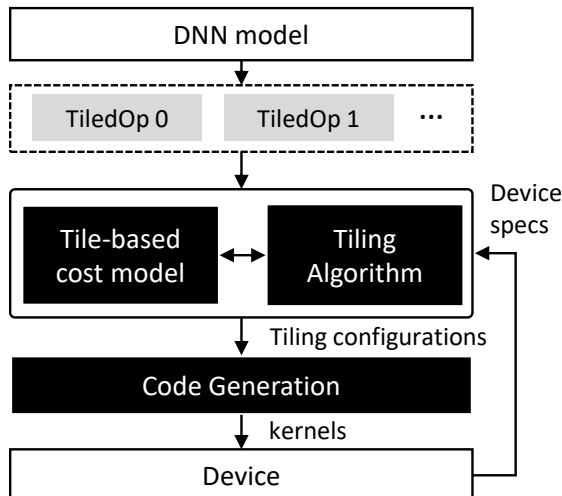 DNN model
TiledOp 0
TiledOp 1
...
Device
specs
Tile-based
cost model
Tiling
Algorithm
Tiling configurations
Code Generation
kernels
Device